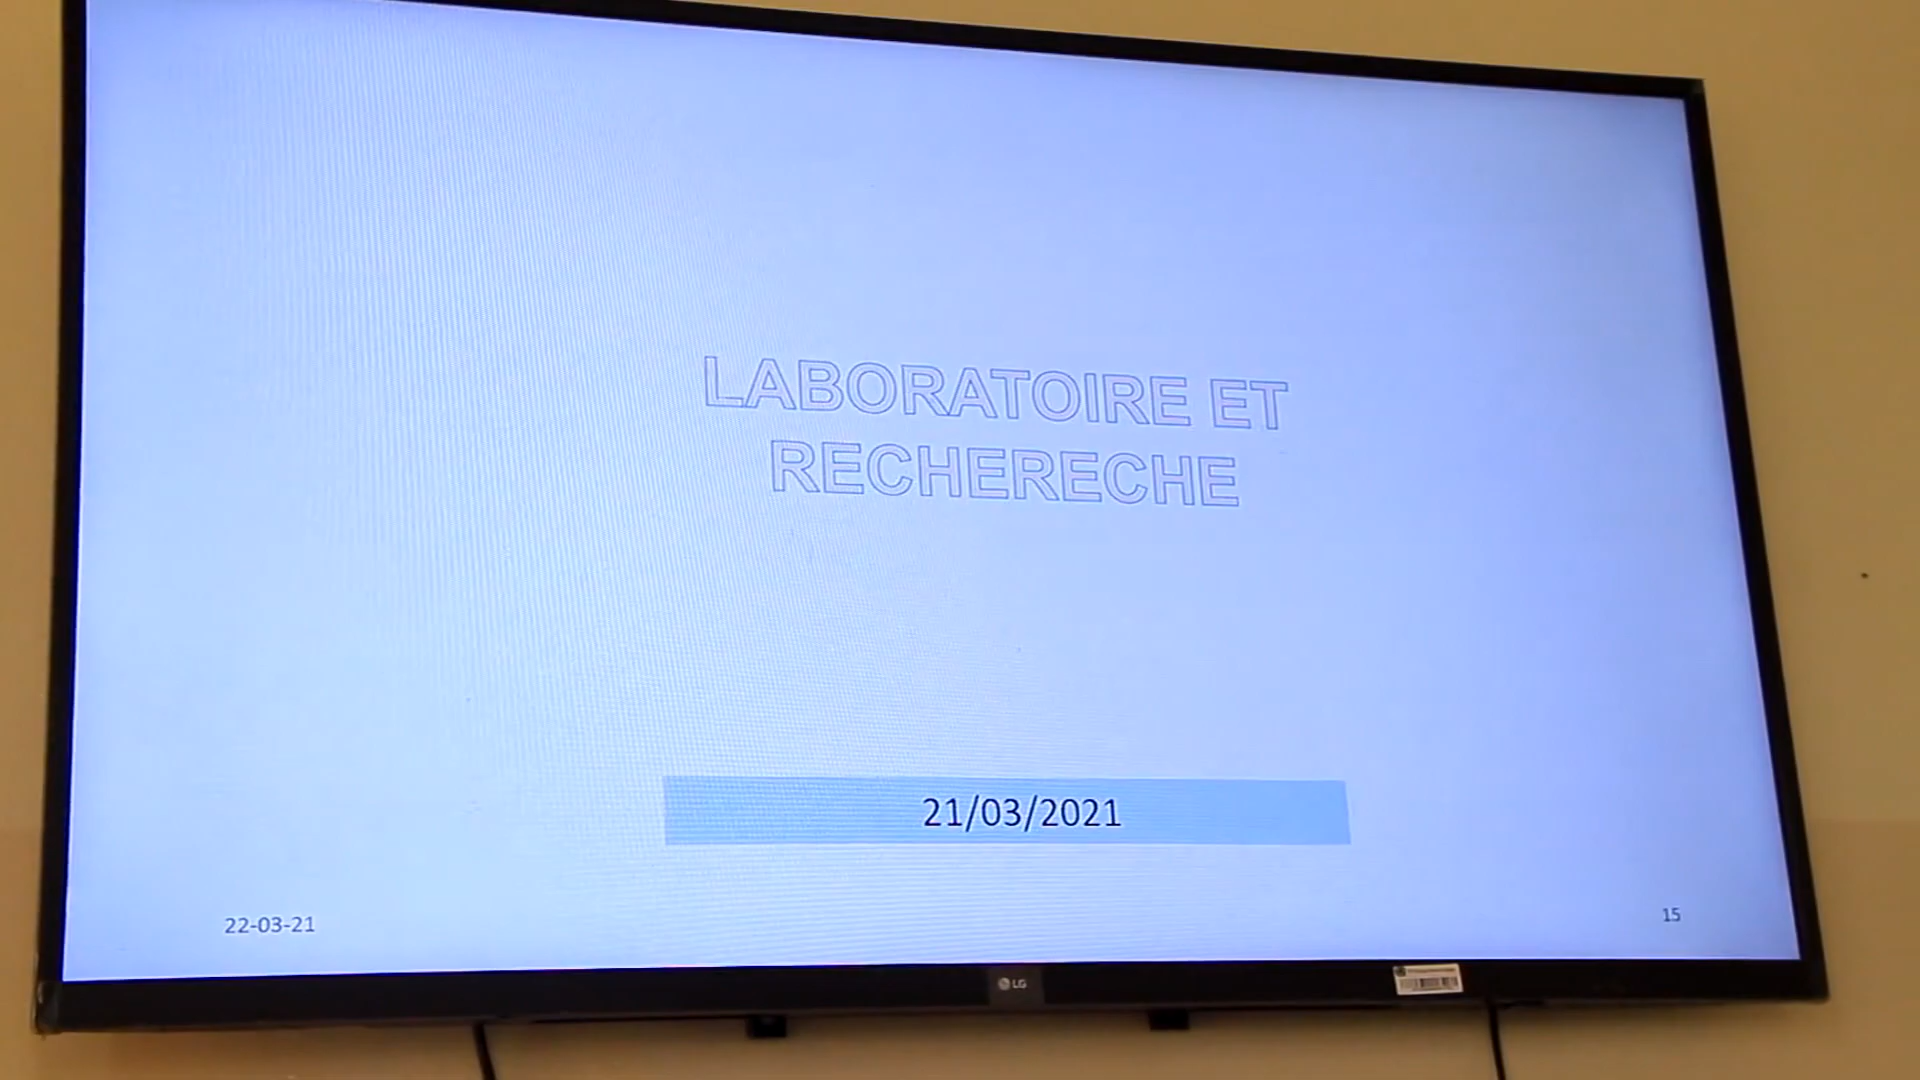 LABORATOIRE ET
RECHERECHE
21/03/2021
22-03-21
15
LG